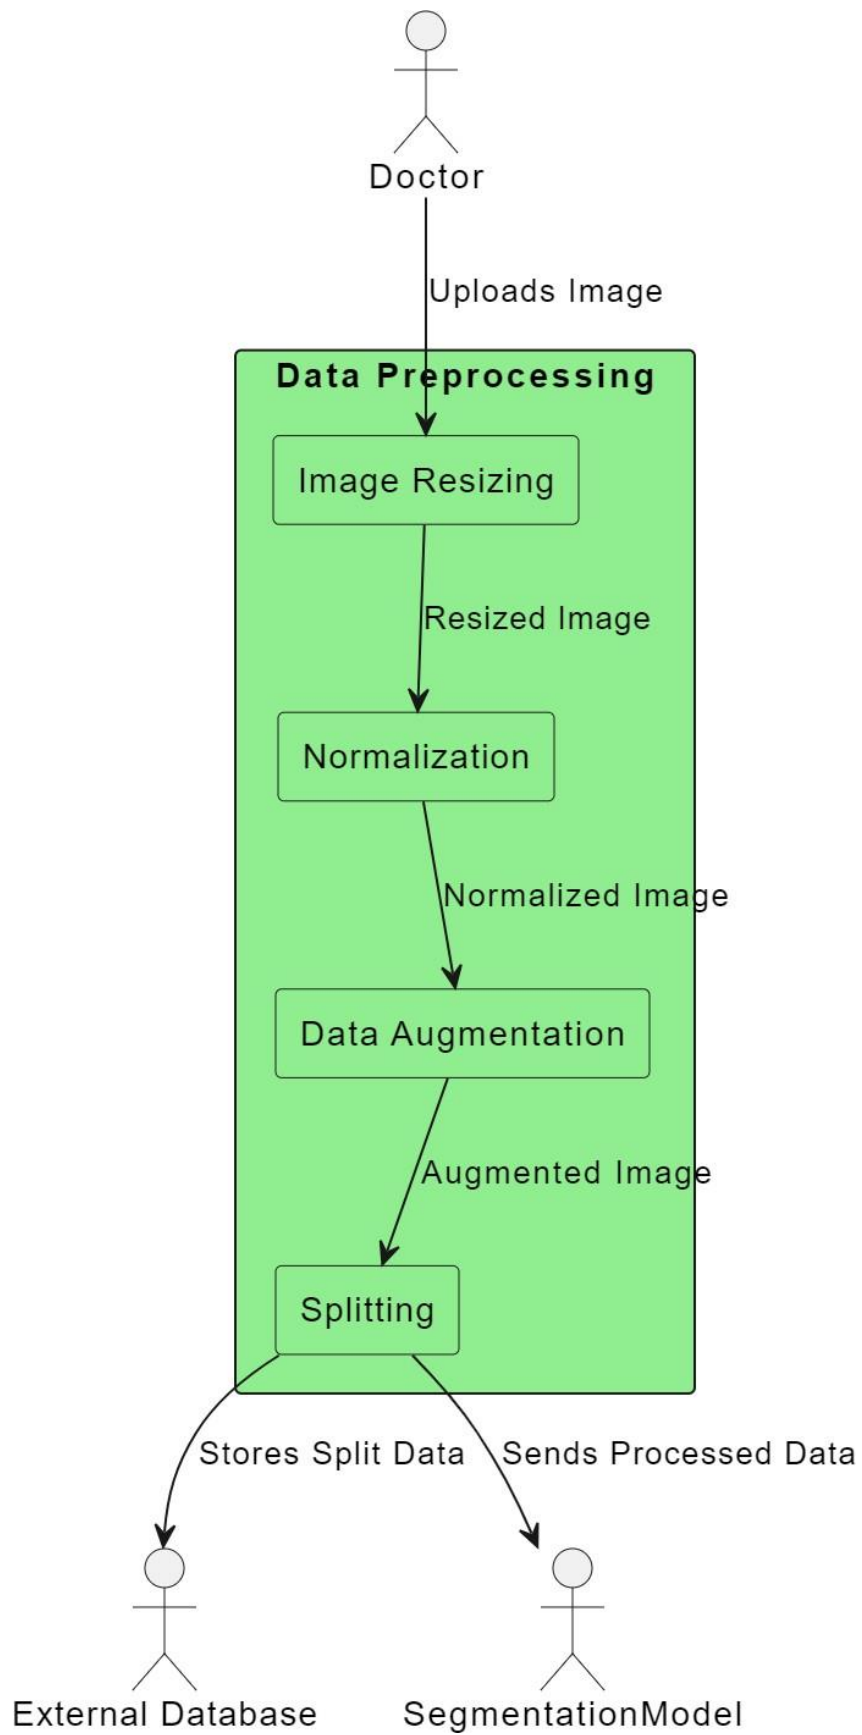 Doctor
Uploads Image
Data Preprocessing
Image Resizing
Resized Image
Normalization
Normalized Image
Data Augmentation
Augmented Image
Splitting
Stores Split Data
Sends Processed Data
External Database
SegmentationModel